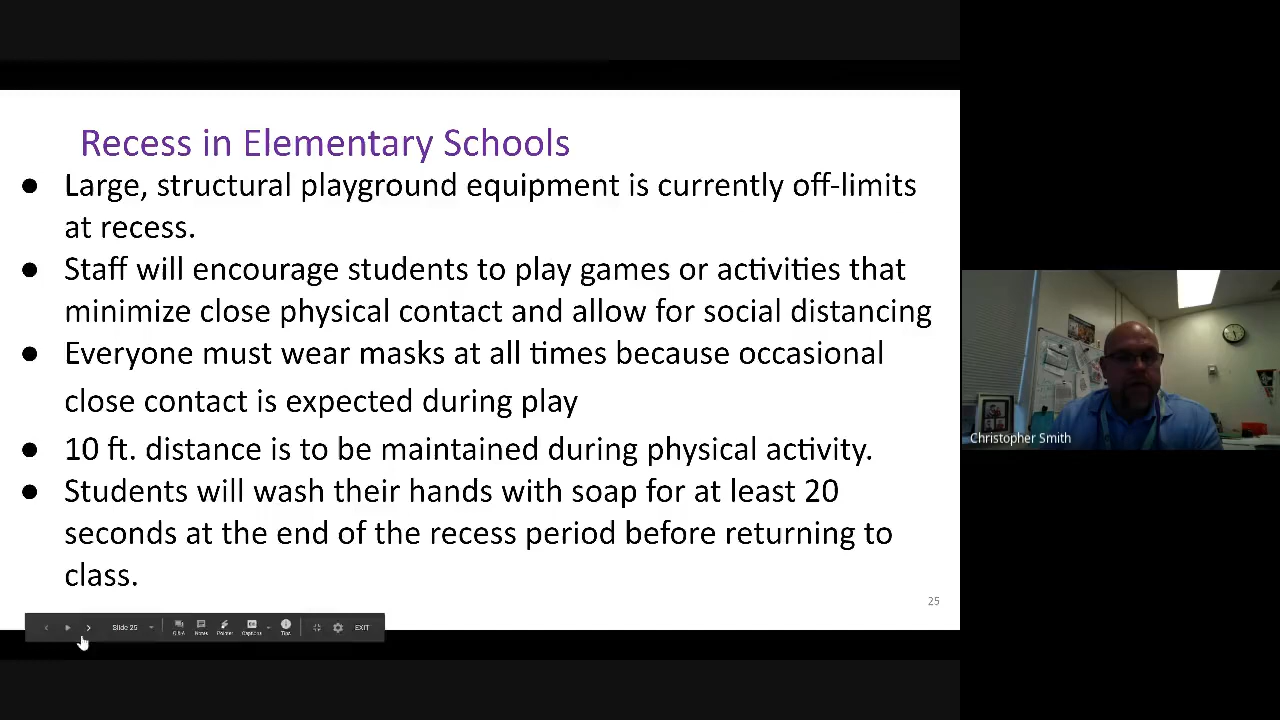 Recess in Elementary Schools
● Large, structural playground equipment is currently off-limits
at recess.
● Staff will encourage students to play games or activities that
minimize close physical contact and allow for social distancing
● Everyone must wear masks at all times because occasional
close contact is expected during play
● 10 ft. distance is to be maintained during physical activity.
● Students will wash their hands with soap for at least 20
seconds at the end of the recess period before returning to
class.
25
Slide 25
Q&A Notes Pointer Captions Tips EXIT
Christopher Smith